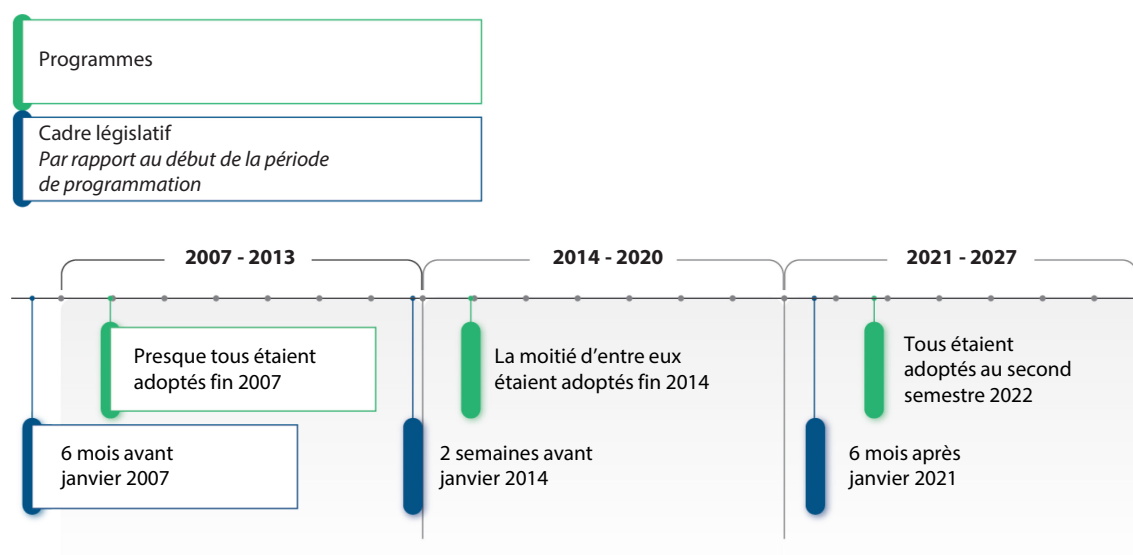 Programmes
Cadre législatif
Par rapport au début de la période
de programmation
2007 - 2013
2014 - 2020
2021 - 2027
Presque tous étaient
adoptés fin 2007
La moitié d’entre eux
étaient adoptés fin 2014
Tous étaient
adoptés au second
semestre 2022
6 mois avant
janvier 2007
2 semaines avant
janvier 2014
6 mois après
janvier 2021